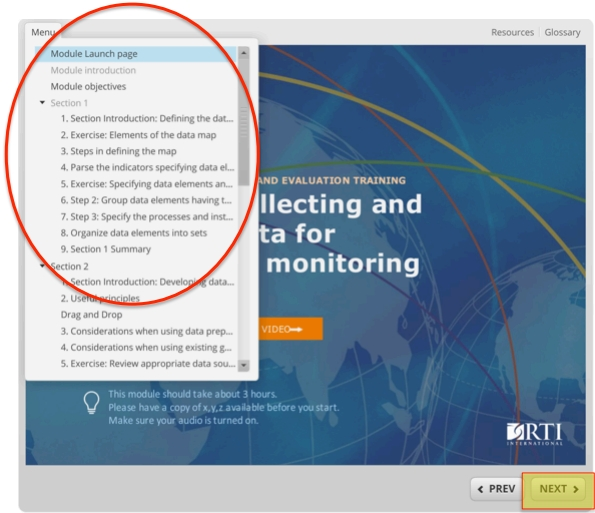 Menu
Resources Glossary
Module Launch page
Module introduction
Module objectives
Section 1
1. Section Introduction: Defining the dat...
2. Exercise: Elements of the data map
3. Steps in defining the map
4. Parse the indicators specifying data el...
5. Exercise: Specifying data elements an...
6. Step 2: Group data elements having t...
7. Step 3: Specify the processes and inst...
8. Organize data elements into sets
9. Section 1 Summary
Section 2
1. Section Introduction: Developing data...
2. Useful principles
Drag and Drop
3. Considerations when using data prep...
4. Considerations when using existing g...
5. Exercise: Review appropriate data sou...
AND EVALUATION TRAINING
llecting and
ta for
monitoring
VIDEO
This module should take about 3 hours.
Please have a copy of x,y,z available before you start.
Make sure your audio is turned on.
RTI
INTERNATIONAL
PREV NEXT